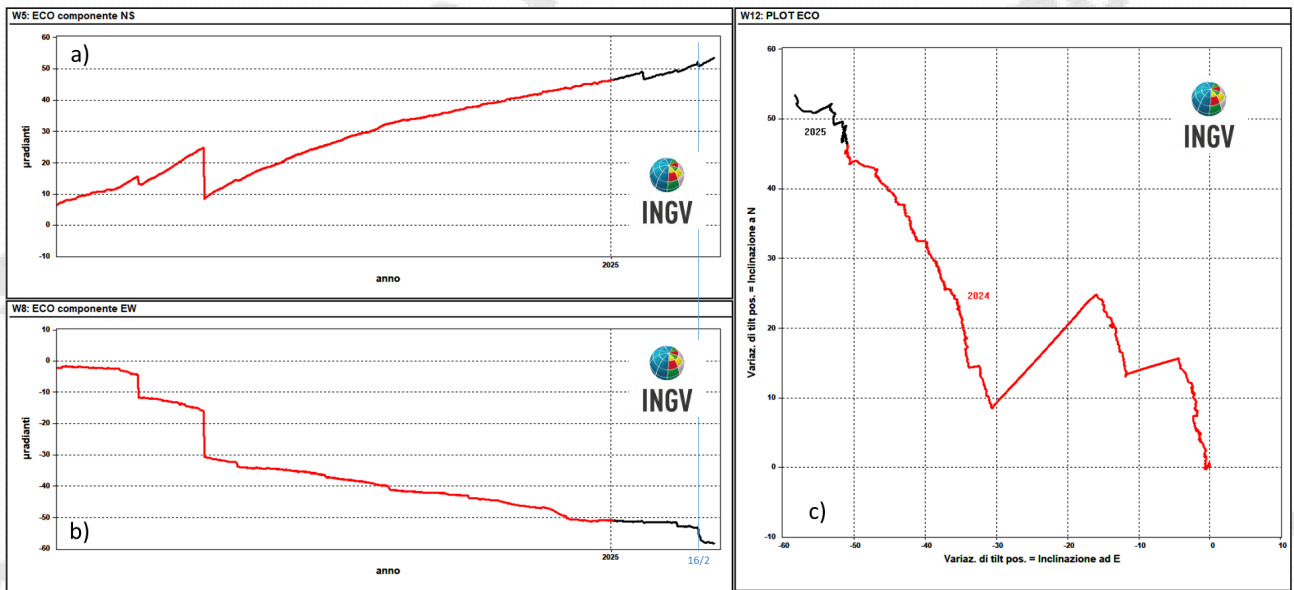 W5: ECO componente NS
a)
60
50
40
30
20
10
0
-10
µradianti
2025
anno
INGV
W8: ECO componente EW
10
0
-10
-20
-30
-40
-50
-60
µradianti
b)
2025
16/2
anno
INGV
W12: PLOT ECO
60
50
40
30
20
10
0
-10
Variaz. di tilt pos. = Inclinazione a N
2025
2024
INGV
c)
-60
-50
-40
-30
-20
-10
0
10
Variaz. di tilt pos. = Inclinazione ad E